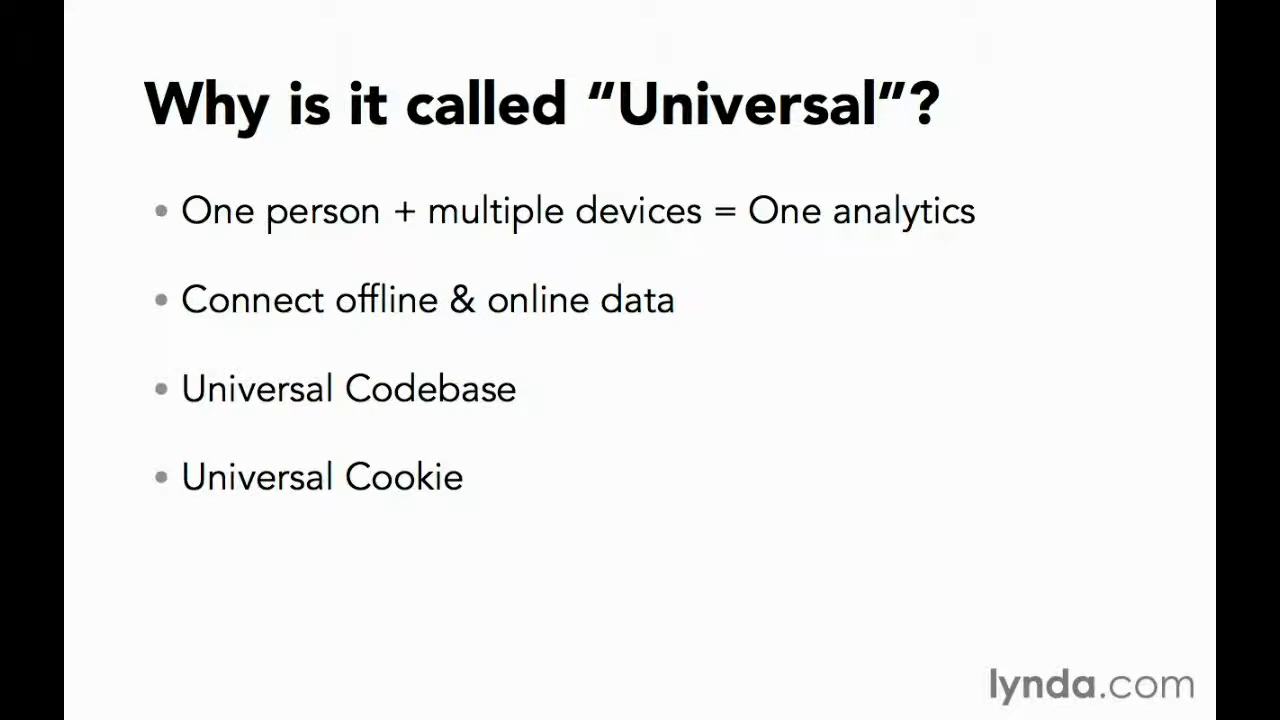 Why is it called “Universal”?
• One person + multiple devices = One analytics
• Connect offline & online data
• Universal Codebase
• Universal Cookie
lynda.com